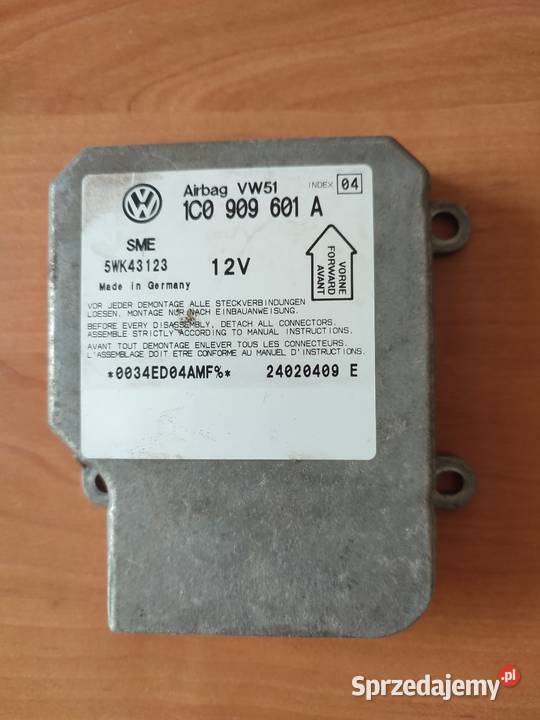 Airbag VW51 INDEX 04
1C0 909 601 A
SME
5WK43123 12V
Made in Germany
VORNE
FORWARD
AVANT
VOR JEDER DEMONTAGE ALLE STECKVERBINDUNGEN
LOESEN. MONTAGE NUR NACH EINBAUANWEISUNG.
BEFORE EVERY DISASSEMBLY, DETACH ALL CONNECTORS.
ASSEMBLE STRICTLY ACCORDING TO MANUAL INSTRUCTIONS.
AVANT TOUT DEMONTAGE ENLEVER TOUS LES CONNECTEURS.
L'ASSEMBLAGE DOIT ETRE CONFORME AU MANUEL D'INSTRUCTIONS.
*0034ED04AMF%* 24020409 E
Sprzedajemy.pl